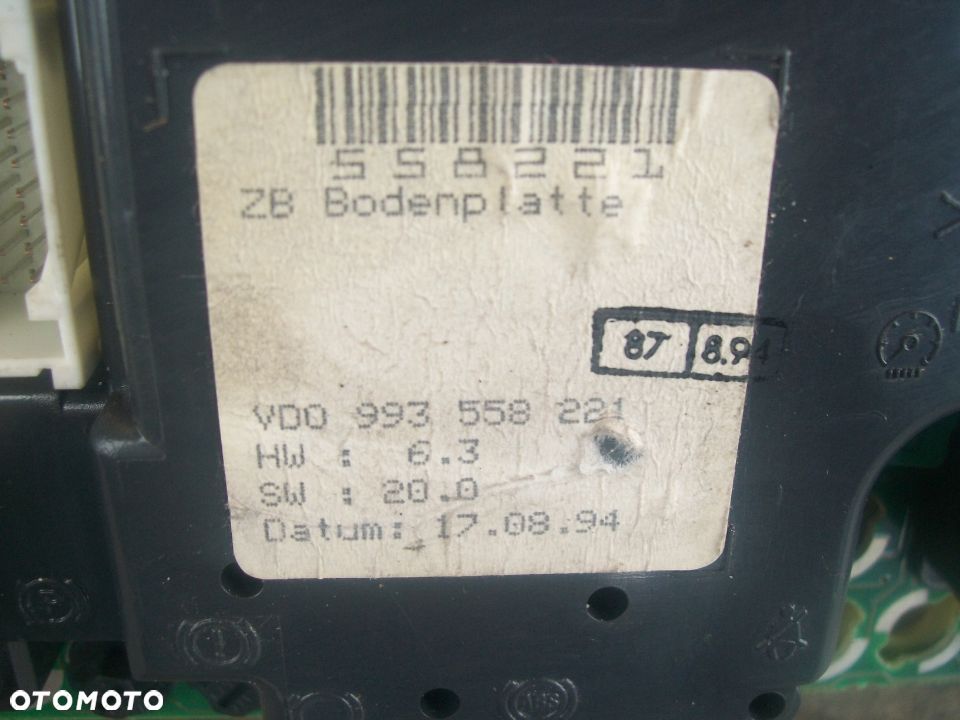 558221
ZB Bodenplatte
87 8.94
VDO 993 558 221
HW : 6.3
SW : 20.0
Datum: 17.08.94
ABS
OTOMOTO